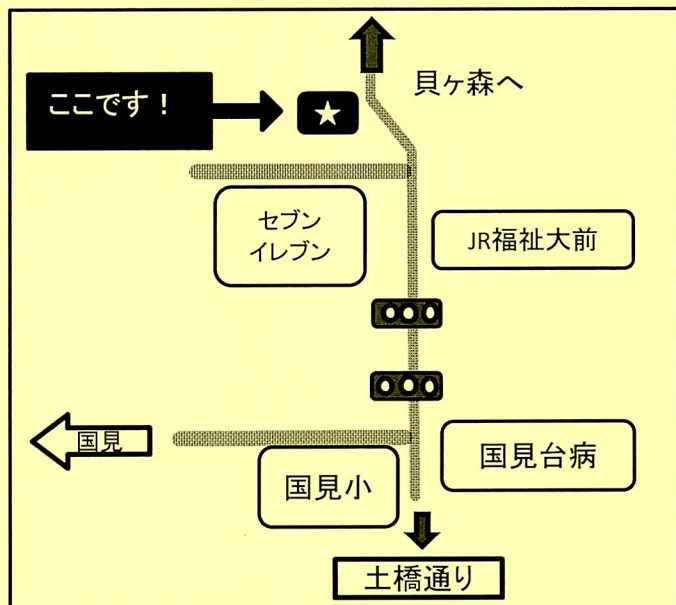 貝ヶ森へ
ここです！
セブン
イレブン
JR福祉大前
国見
国見小
国見台病
土橋通り